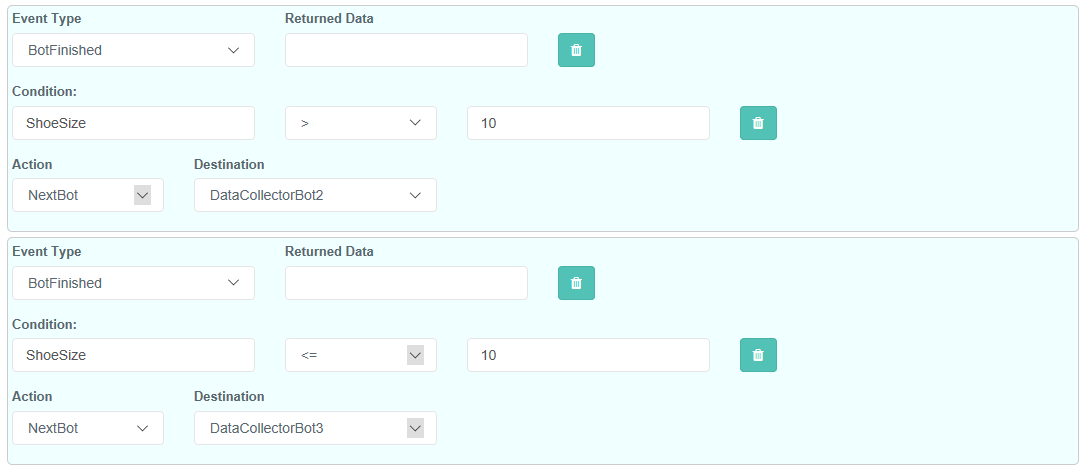 Event Type Returned Data
BotFinished
Condition:
ShoeSize > 10
Action Destination
NextBot DataCollectorBot2
Event Type Returned Data
BotFinished
Condition:
ShoeSize <= 10
Action Destination
NextBot DataCollectorBot3